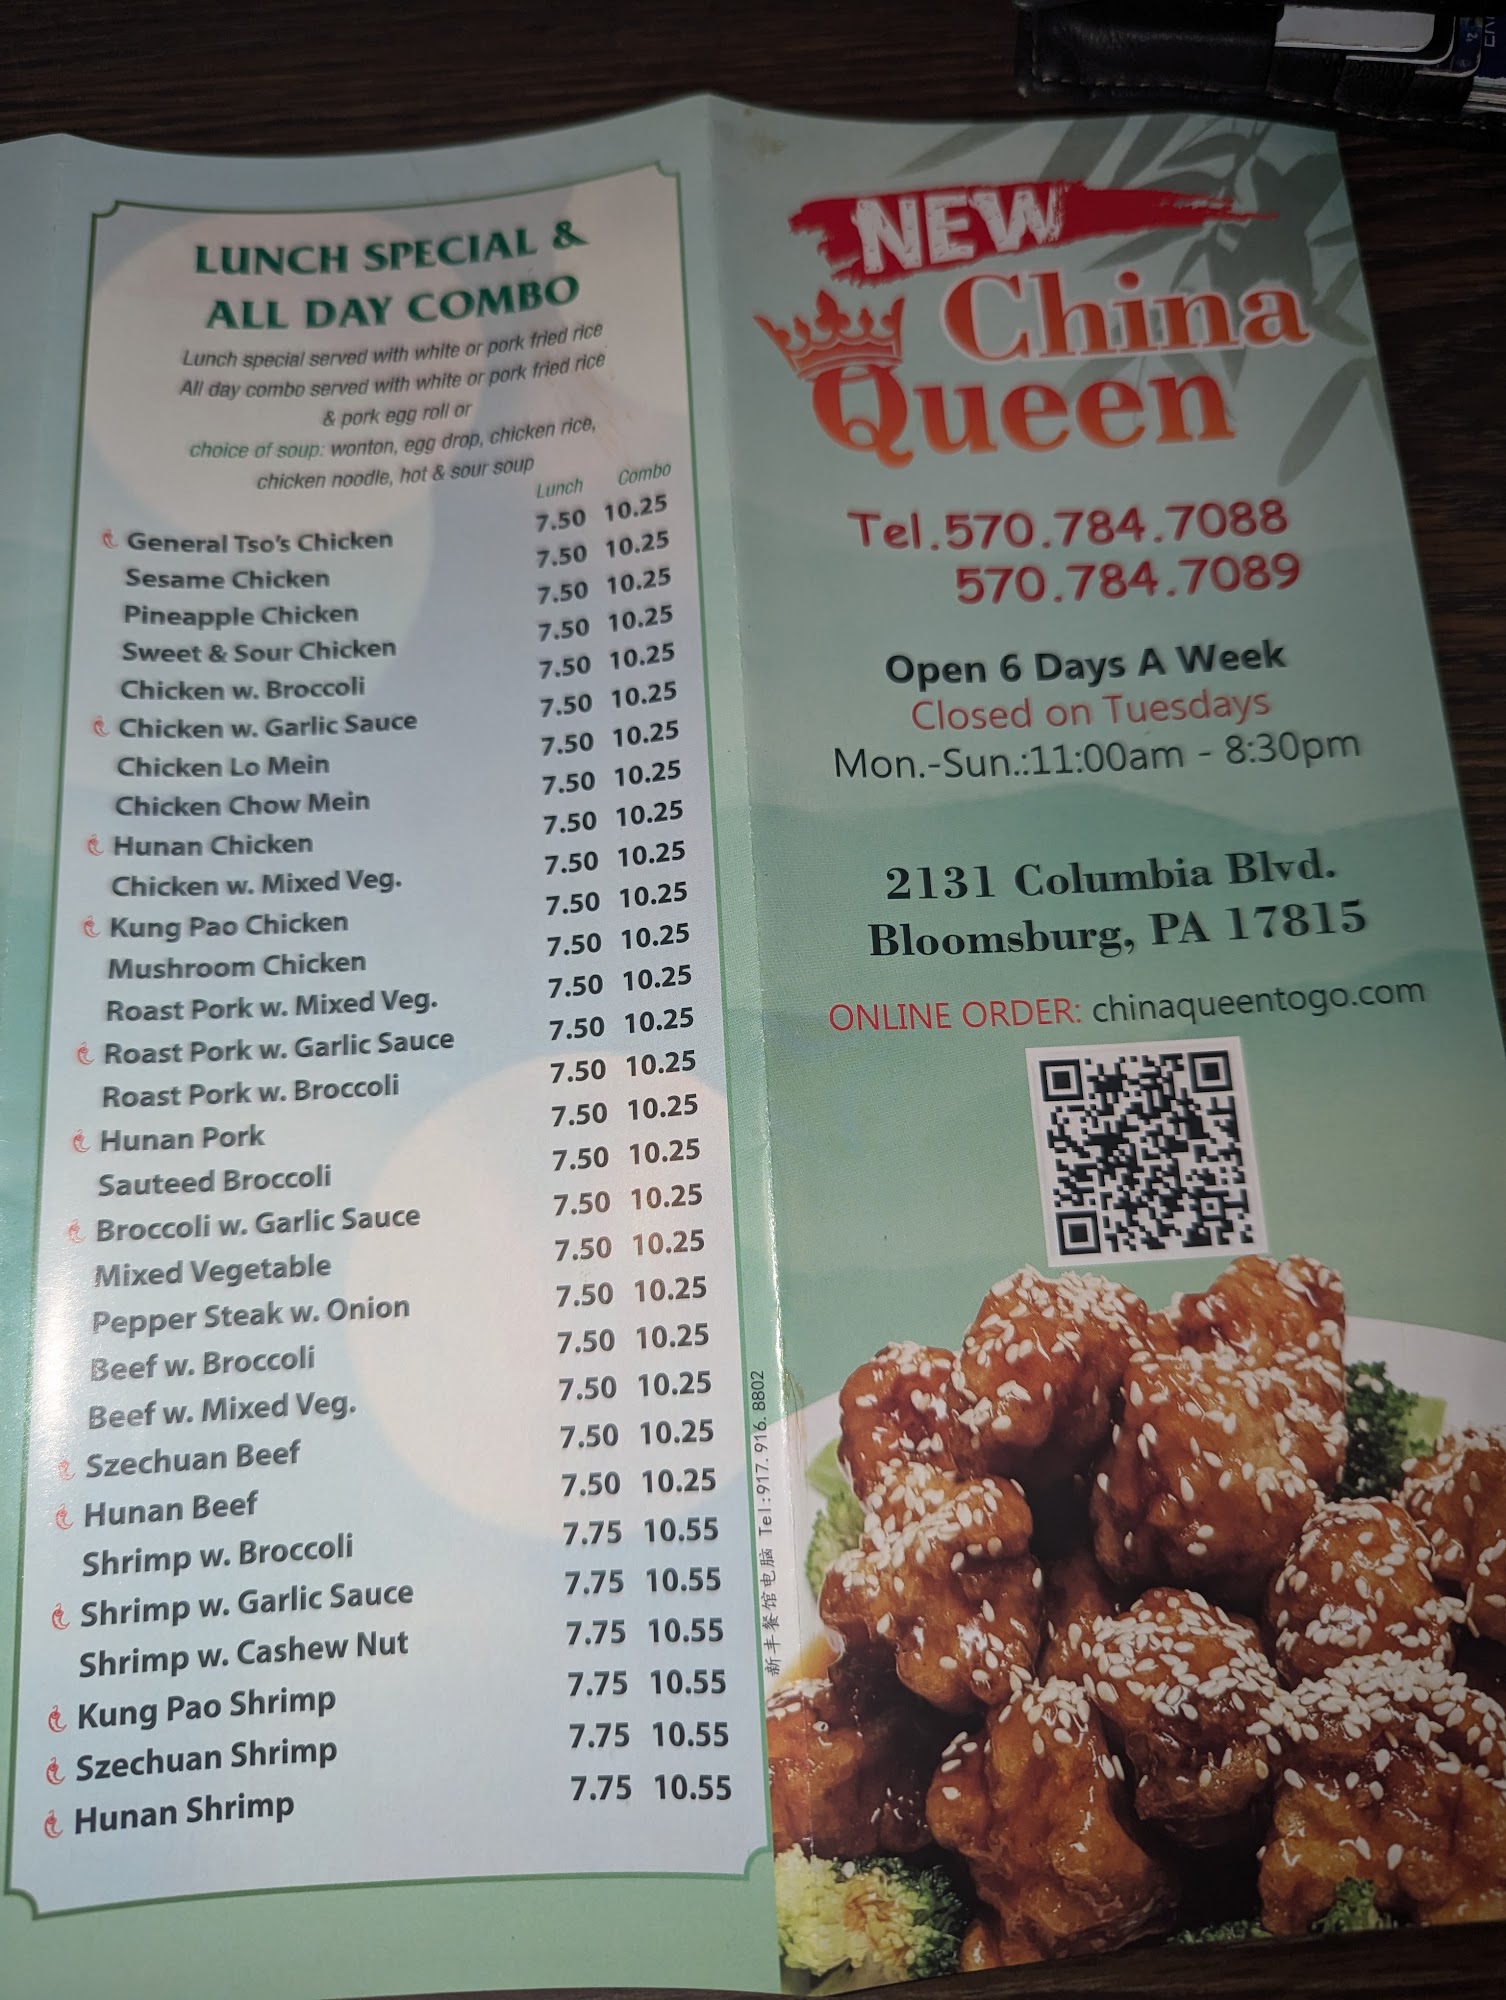 LUNCH SPECIAL &
ALL DAY COMBO
Lunch special served with white or pork fried rice
All day combo served with white or pork fried rice
& pork egg roll or
choice of soup: wonton, egg drop, chicken rice,
chicken noodle, hot & sour soup
Lunch Combo
General Tso's Chicken 7.50 10.25
Sesame Chicken 7.50 10.25
Pineapple Chicken 7.50 10.25
Sweet & Sour Chicken 7.50 10.25
Chicken w. Broccoli 7.50 10.25
Chicken w. Garlic Sauce 7.50 10.25
Chicken Lo Mein 7.50 10.25
Chicken Chow Mein 7.50 10.25
Hunan Chicken 7.50 10.25
Chicken w. Mixed Veg. 7.50 10.25
Kung Pao Chicken 7.50 10.25
Mushroom Chicken 7.50 10.25
Roast Pork w. Mixed Veg. 7.50 10.25
Roast Pork w. Garlic Sauce 7.50 10.25
Roast Pork w. Broccoli 7.50 10.25
Hunan Pork 7.50 10.25
Sauteed Broccoli 7.50 10.25
Broccoli w. Garlic Sauce 7.50 10.25
Mixed Vegetable 7.50 10.25
Pepper Steak w. Onion 7.50 10.25
Beef w. Broccoli 7.50 10.25
Beef w. Mixed Veg. 7.50 10.25
Szechuan Beef 7.50 10.25
Hunan Beef 7.50 10.25
Shrimp w. Broccoli 7.75 10.55
Shrimp w. Garlic Sauce 7.75 10.55
Shrimp w. Cashew Nut 7.75 10.55
Kung Pao Shrimp 7.75 10.55
Szechuan Shrimp 7.75 10.55
Hunan Shrimp 7.75 10.55
新丰餐馆电脑 Tel:917.916.8802
NEW
China
Queen
Tel.570.784.7088
570.784.7089
Open 6 Days A Week
Closed on Tuesdays
Mon.-Sun.:11:00am - 8:30pm
2131 Columbia Blvd.
Bloomsburg, PA 17815
ONLINE ORDER: chinaqueentogo.com